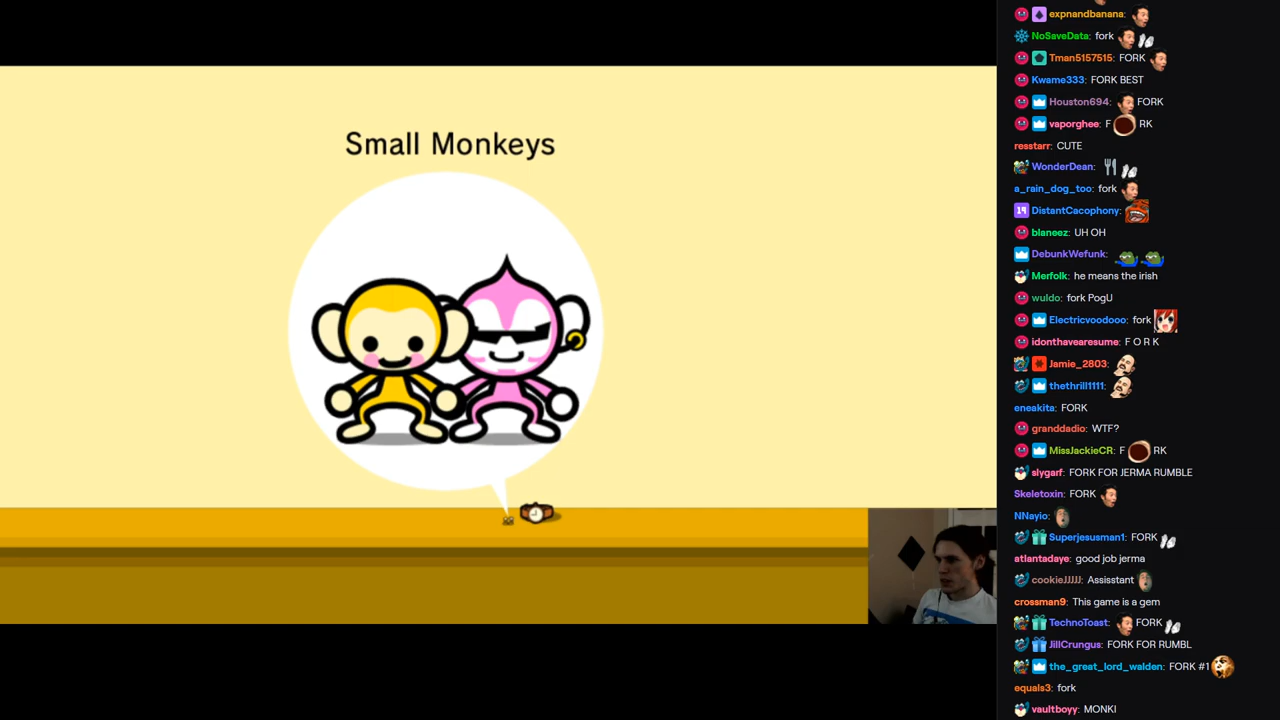 Small Monkeys
expnandbanana:
NoSaveData: fork
Tman5157515: FORK
Kwame333: FORK BEST
Houston694: FORK
vaporghee: F RK
resstarr: CUTE
WonderDean:
a_rain_dog_too: fork
DistantCacophony:
blaneez: UH OH
DebunkWefunk:
Merfolk: he means the irish
wuldo: fork PogU
Electricvoodooo: fork
idonthavearesume: F O R K
Jamie_2803:
thethrill1111:
eneakita: FORK
granddadio: WTF?
MissJackieCR: F RK
slygarf: FORK FOR JERMA RUMBLE
Skeletoxin: FORK
NNayio:
Superjesusman1: FORK
atlantadaye: good job jerma
cookieJJJJJ: Assisstant
crossman9: This game is a gem
TechnoToast: FORK
JillCrungus: FORK FOR RUMBL
the_great_lord_walden: FORK #1
equals3: fork
vaultboyy: MONKI